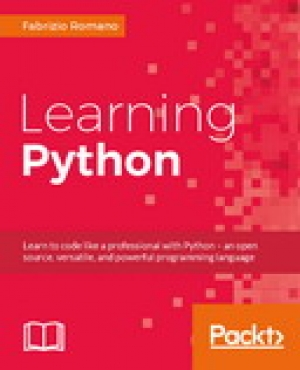 Fabrizio Romano
Learning
Python
Learn to code like a professional with Python – an open
source, versatile, and powerful programming language
Packt>